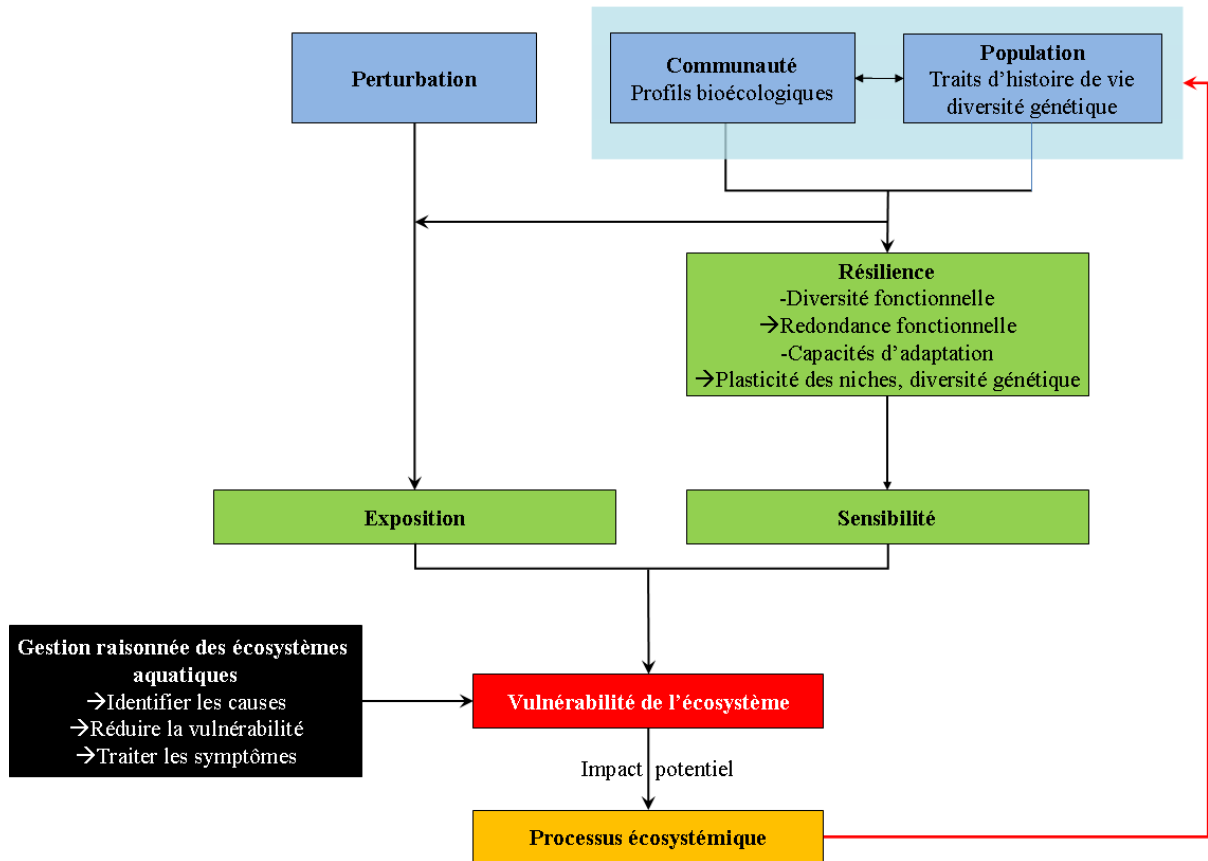 Perturbation
Communauté
Profils bioécologiques
Population
Traits d'histoire de vie
diversité génétique
Résilience
-Diversité fonctionnelle
→Redondance fonctionnelle
-Capacités d'adaptation
→Plasticité des niches, diversité génétique
Exposition
Sensibilité
Gestion raisonnée des écosystèmes
aquatiques
→Identifier les causes
→Réduire la vulnérabilité
→Traiter les symptômes
Vulnérabilité de l'écosystème
Impact potentiel
Processus écosystémique